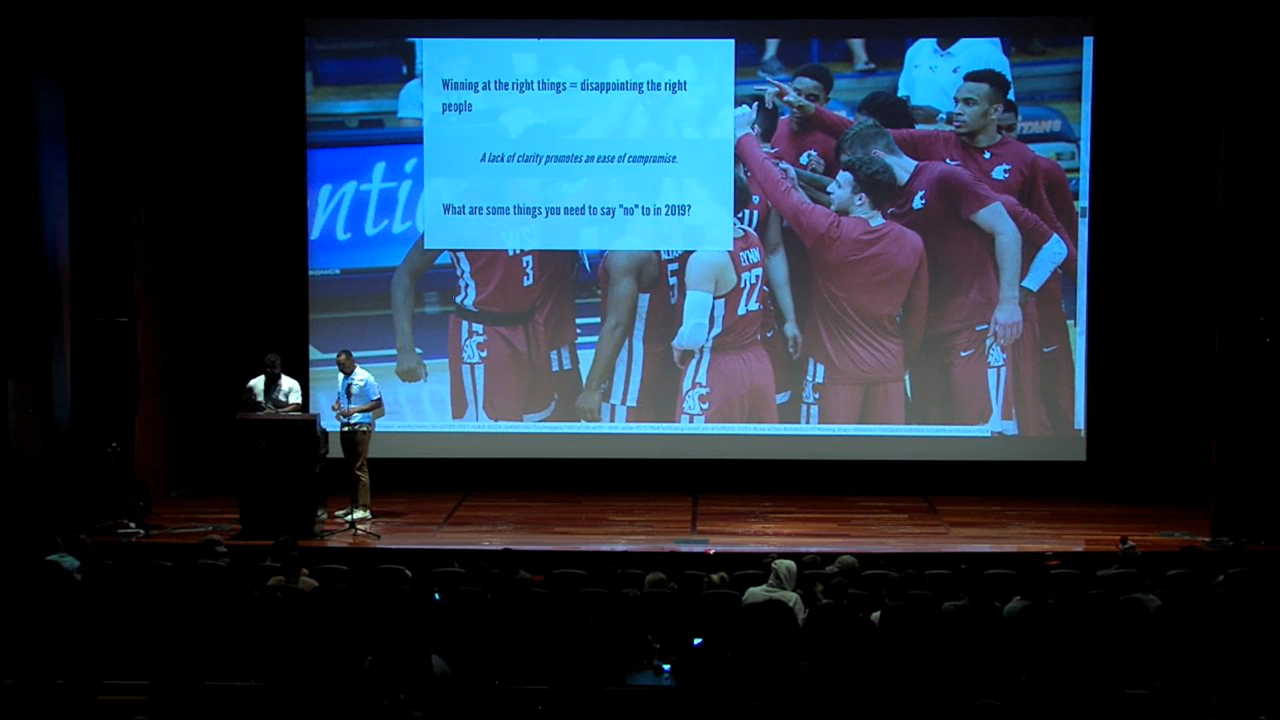 Winning at the right things = disappointing the right
people
A lack of clarity promotes an ease of compromise.
What are some things you need to say "no" to in 2019?
3
5
22